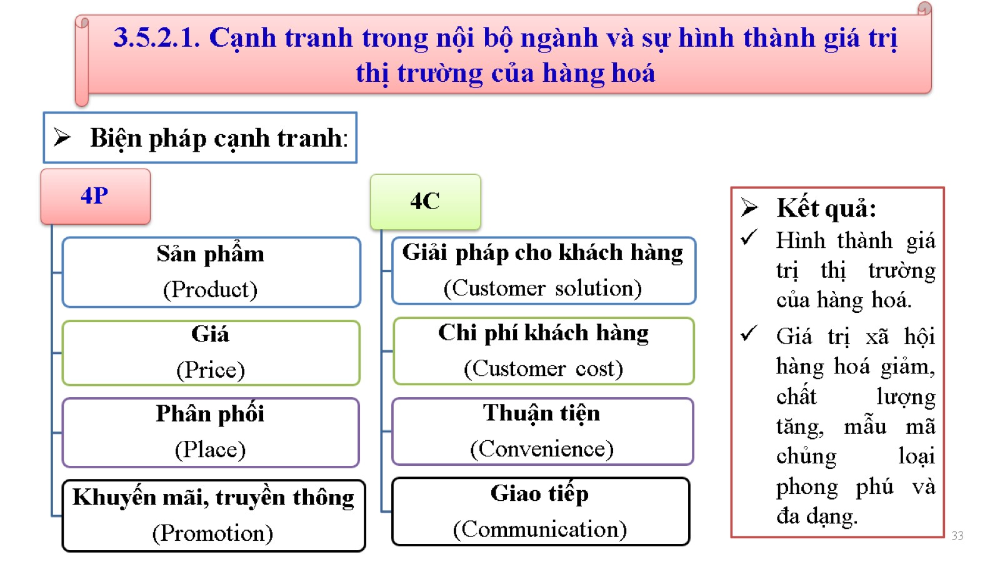 3.5.2.1. Cạnh tranh trong nội bộ ngành và sự hình thành giá trị
thị trường của hàng hoá
➢ Biện pháp cạnh tranh:
4P
Sản phẩm
(Product)
Giá
(Price)
Phân phối
(Place)
Khuyến mãi, truyền thông
(Promotion)
4C
Giải pháp cho khách hàng
(Customer solution)
Chi phí khách hàng
(Customer cost)
Thuận tiện
(Convenience)
Giao tiếp
(Communication)
➢ Kết quả:
✓ Hình thành giá
trị thị trường
của hàng hoá.
✓ Giá trị xã hội
hàng hoá giảm,
chất lượng
tăng, mẫu mã
chủng loại
phong phú và
đa dạng.
33